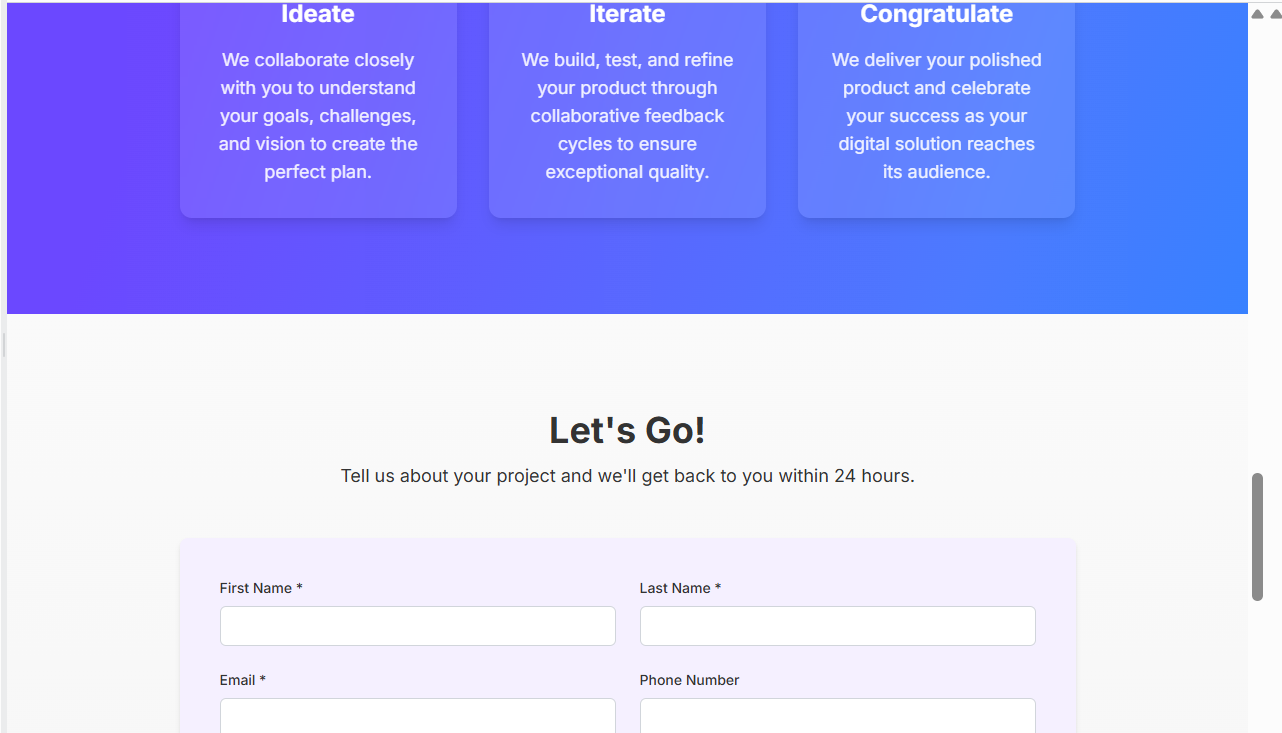 Ideate
We collaborate closely
with you to understand
your goals, challenges,
and vision to create the
perfect plan.
Iterate
We build, test, and refine
your product through
collaborative feedback
cycles to ensure
exceptional quality.
Congratulate
We deliver your polished
product and celebrate
your success as your
digital solution reaches
its audience.
Let's Go!
Tell us about your project and we'll get back to you within 24 hours.
First Name *
Last Name *
Email *
Phone Number